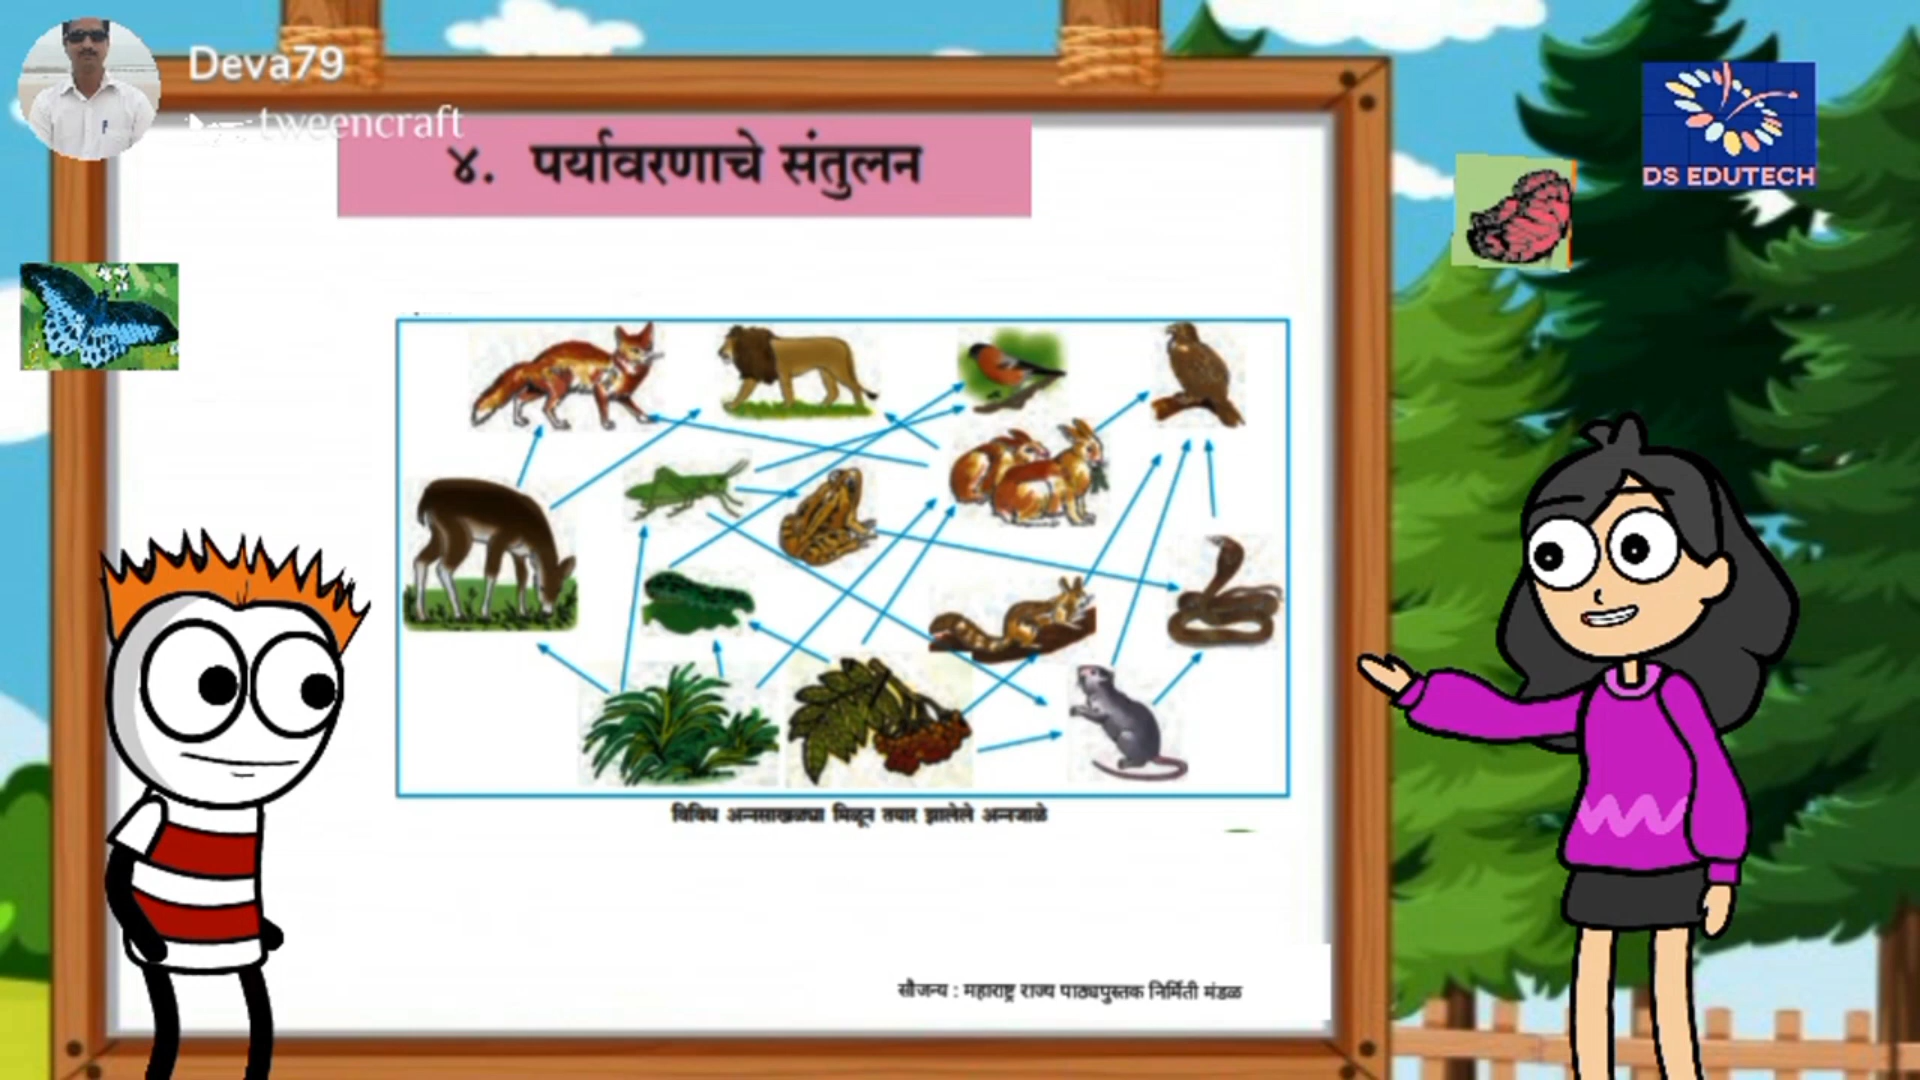 Deva79
tweencraft
४. पर्यावरणाचे संतुलन
DS EDUTECH
विविध अन्नसाखळ्या मिळून तयार झालेले अन्नजाळे
सौजन्य : महाराष्ट्र राज्य पाठ्यपुस्तक निर्मिती मंडळ